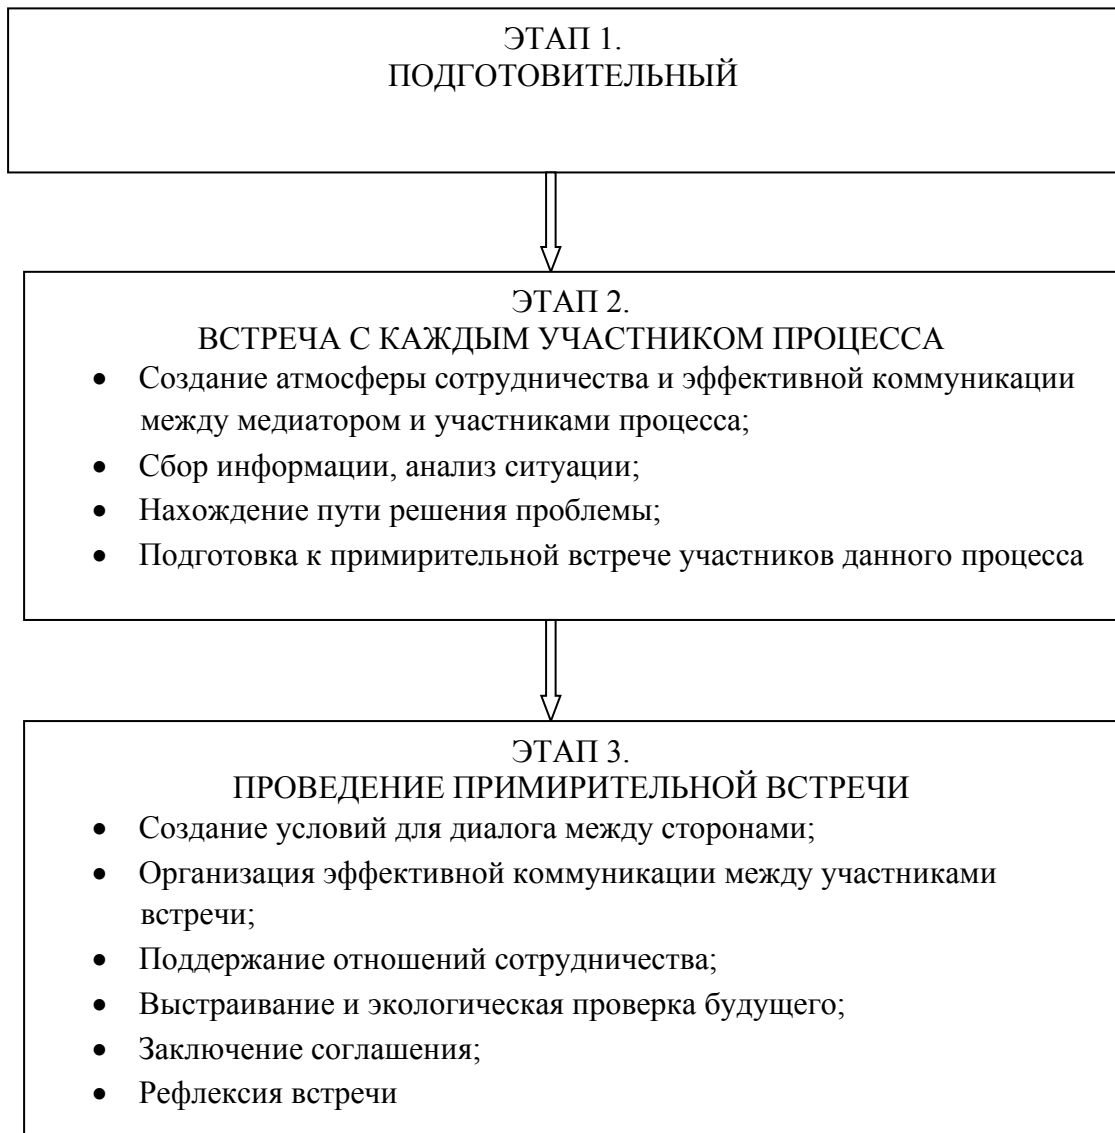 ЭТАП 1.
ПОДГОТОВИТЕЛЬНЫЙ
ЭТАП 2.
ВСТРЕЧА С КАЖДЫМ УЧАСТНИКОМ ПРОЦЕССА
• Создание атмосферы сотрудничества и эффективной коммуникации
между медиатором и участниками процесса;
• Сбор информации, анализ ситуации;
• Нахождение пути решения проблемы;
• Подготовка к примирительной встрече участников данного процесса
ЭТАП 3.
ПРОВЕДЕНИЕ ПРИМИРИТЕЛЬНОЙ ВСТРЕЧИ
• Создание условий для диалога между сторонами;
• Организация эффективной коммуникации между участниками
встречи;
• Поддержание отношений сотрудничества;
• Выстраивание и экологическая проверка будущего;
• Заключение соглашения;
• Рефлексия встречи